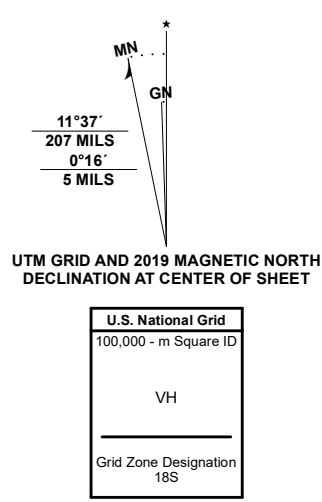 MN
GN
11°37´
207 MILS
0°16´
5 MILS
UTM GRID AND 2019 MAGNETIC NORTH
DECLINATION AT CENTER OF SHEET
U.S. National Grid
100,000 - m Square ID
VH
Grid Zone Designation
18S